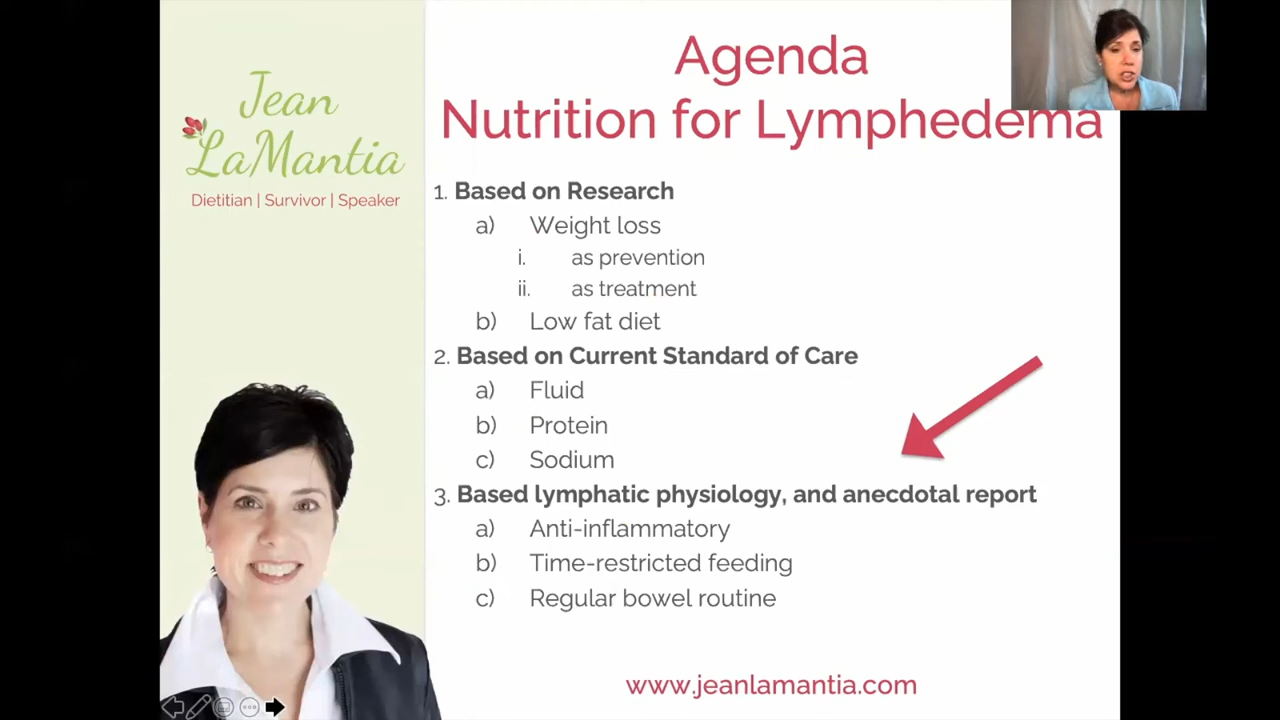 Jean
LaMantia
Dietitian | Survivor | Speaker
Agenda
Nutrition for Lymphedema
1. Based on Research
a) Weight loss
i. as prevention
ii. as treatment
b) Low fat diet
2. Based on Current Standard of Care
a) Fluid
b) Protein
c) Sodium
3. Based lymphatic physiology, and anecdotal report
a) Anti-inflammatory
b) Time-restricted feeding
c) Regular bowel routine
www.jeanlamantia.com